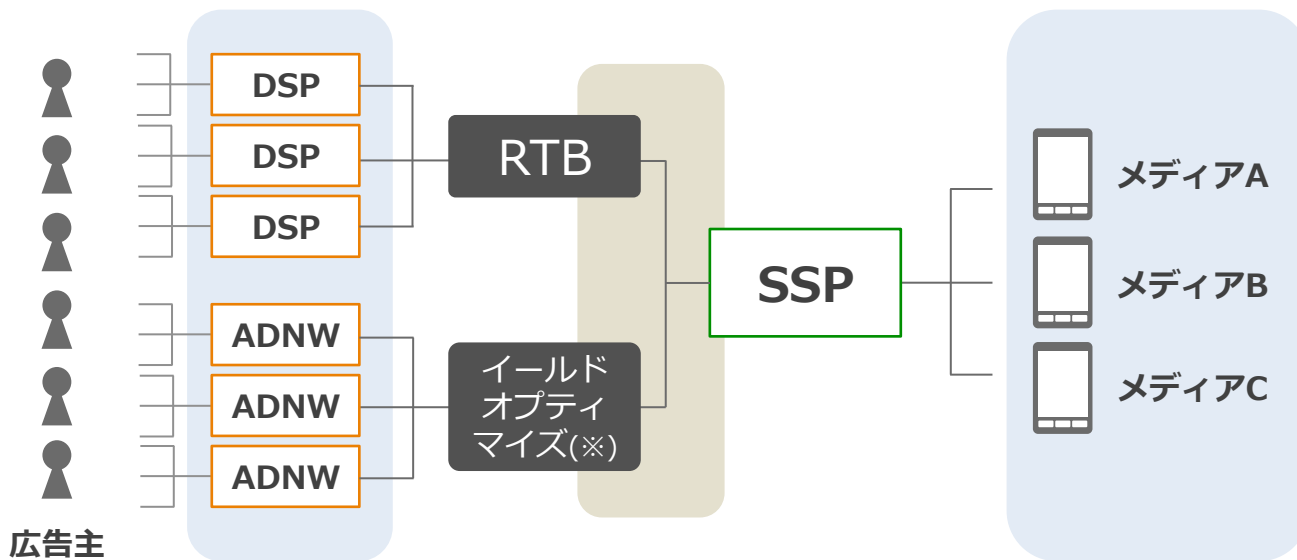 DSP
DSP
DSP
ADNW
ADNW
ADNW
広告主
RTB
イールド
オプティ
マイズ(※)
SSP
メディアA
メディアB
メディアC